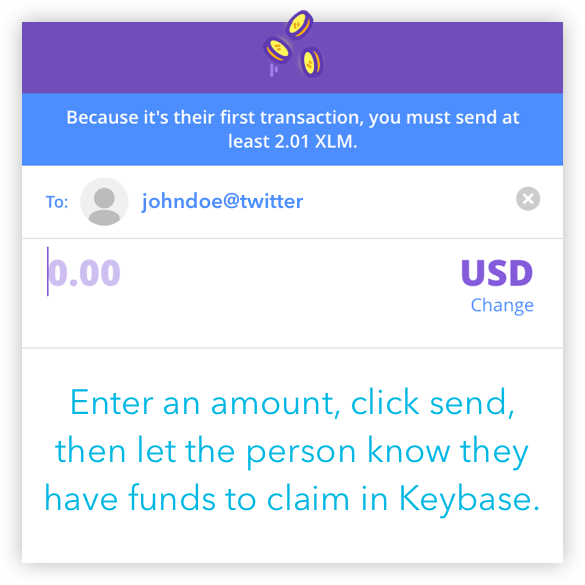 Because it's their first transaction, you must send at
least 2.01 XLM.
To: johndoe@twitter
0.00 USD
Change
Enter an amount, click send,
then let the person know they
have funds to claim in Keybase.